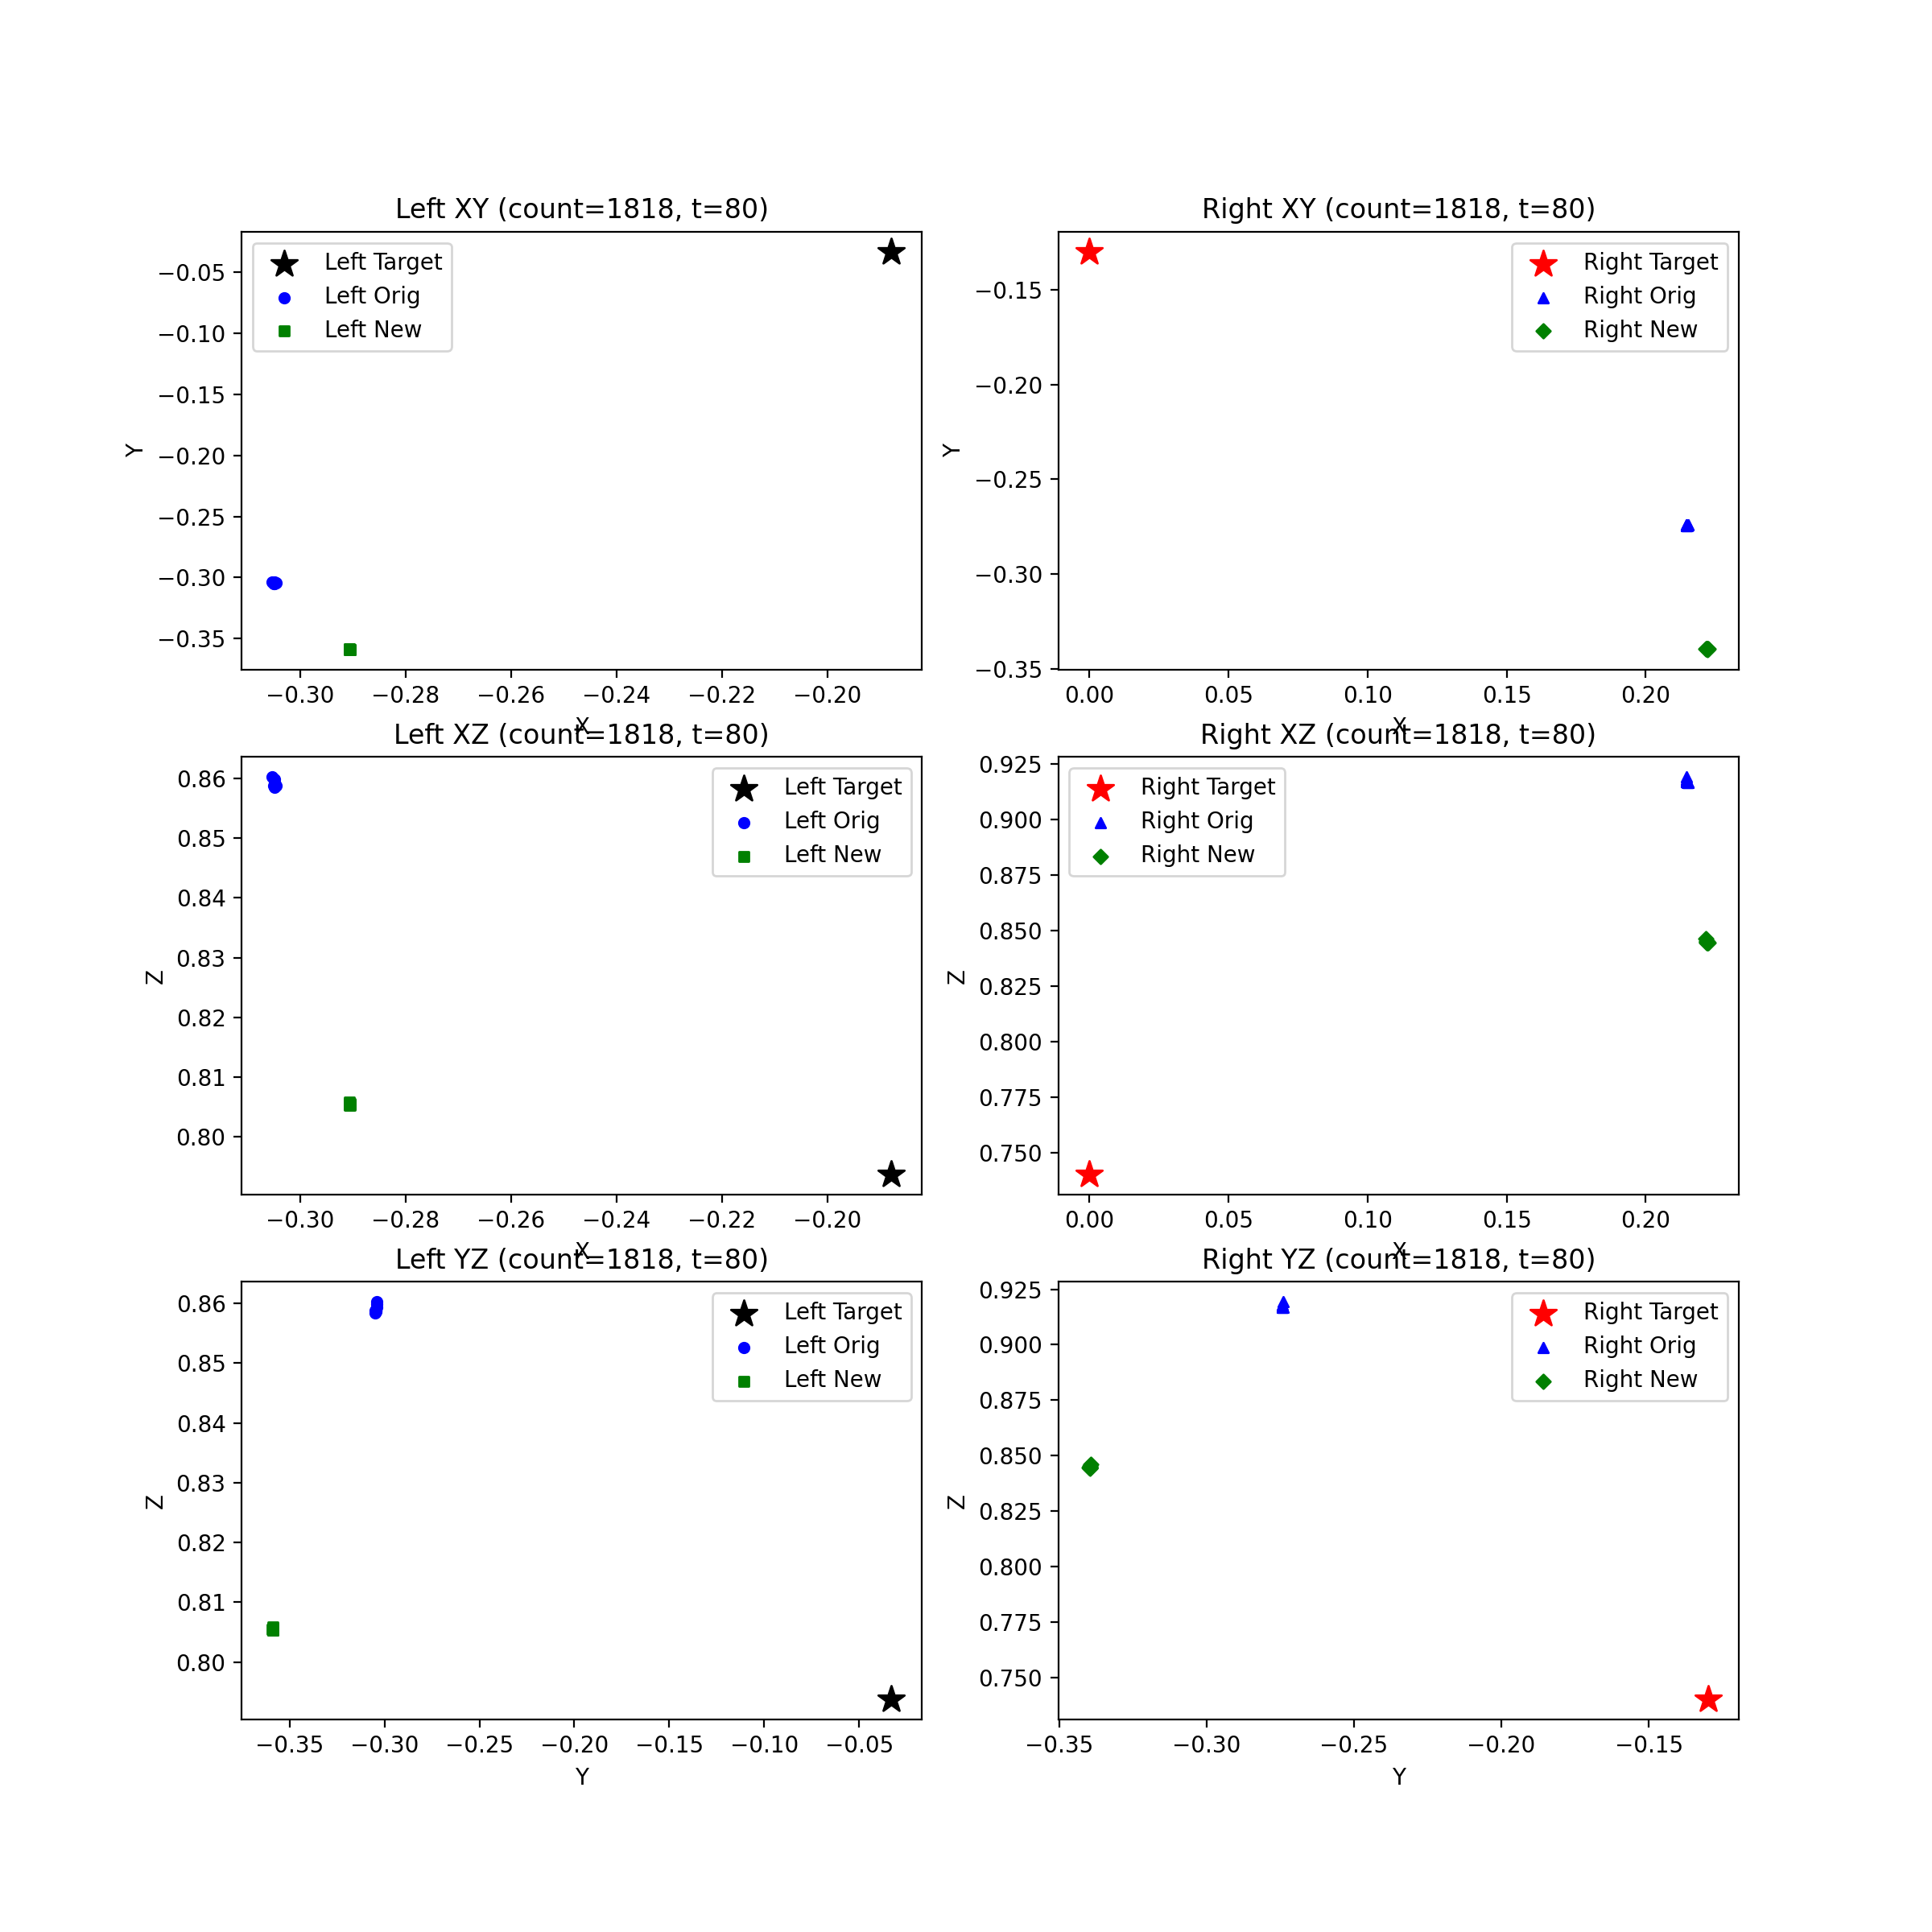 Left XY (count=1818, t=80)
Left Target
Left Orig
Left New
Y
−0.05
−0.10
−0.15
−0.20
−0.25
−0.30
−0.35
−0.30
−0.28
−0.26
−0.24
−0.22
−0.20
X
Right XY (count=1818, t=80)
Right Target
Right Orig
Right New
Y
−0.15
−0.20
−0.25
−0.30
−0.35
0.00
0.05
0.10
0.15
0.20
X
Left XZ (count=1818, t=80)
Left Target
Left Orig
Left New
Z
0.86
0.85
0.84
0.83
0.82
0.81
0.80
−0.30
−0.28
−0.26
−0.24
−0.22
−0.20
X
Right XZ (count=1818, t=80)
Right Target
Right Orig
Right New
Z
0.925
0.900
0.875
0.850
0.825
0.800
0.775
0.750
0.00
0.05
0.10
0.15
0.20
X
Left YZ (count=1818, t=80)
Left Target
Left Orig
Left New
Z
0.86
0.85
0.84
0.83
0.82
0.81
0.80
−0.35
−0.30
−0.25
−0.20
−0.15
−0.10
−0.05
Y
Right YZ (count=1818, t=80)
Right Target
Right Orig
Right New
Z
0.925
0.900
0.875
0.850
0.825
0.800
0.775
0.750
−0.35
−0.30
−0.25
−0.20
−0.15
Y